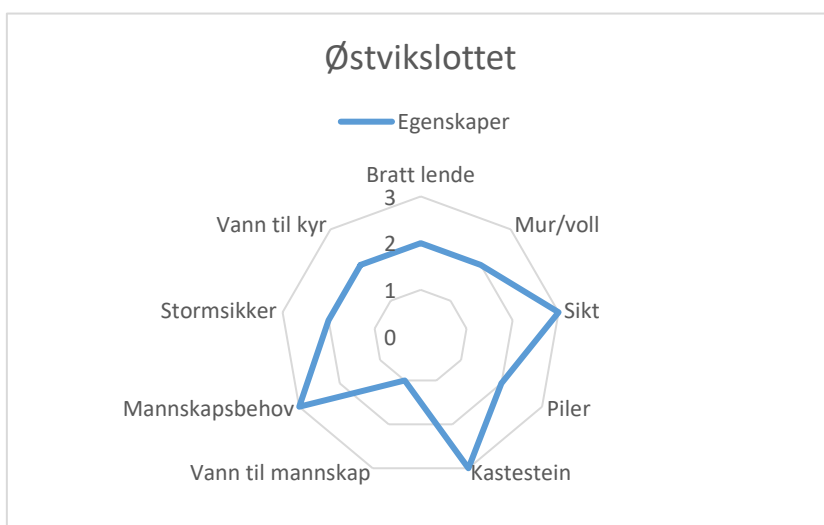 Østvikslottet
Egenskaper
Bratt lende
Mur/voll
Sikt
Piler
Kastestein
Vann til mannskap
Mannskapsbehov
Stormsikker
Vann til kyr
3
2
1
0